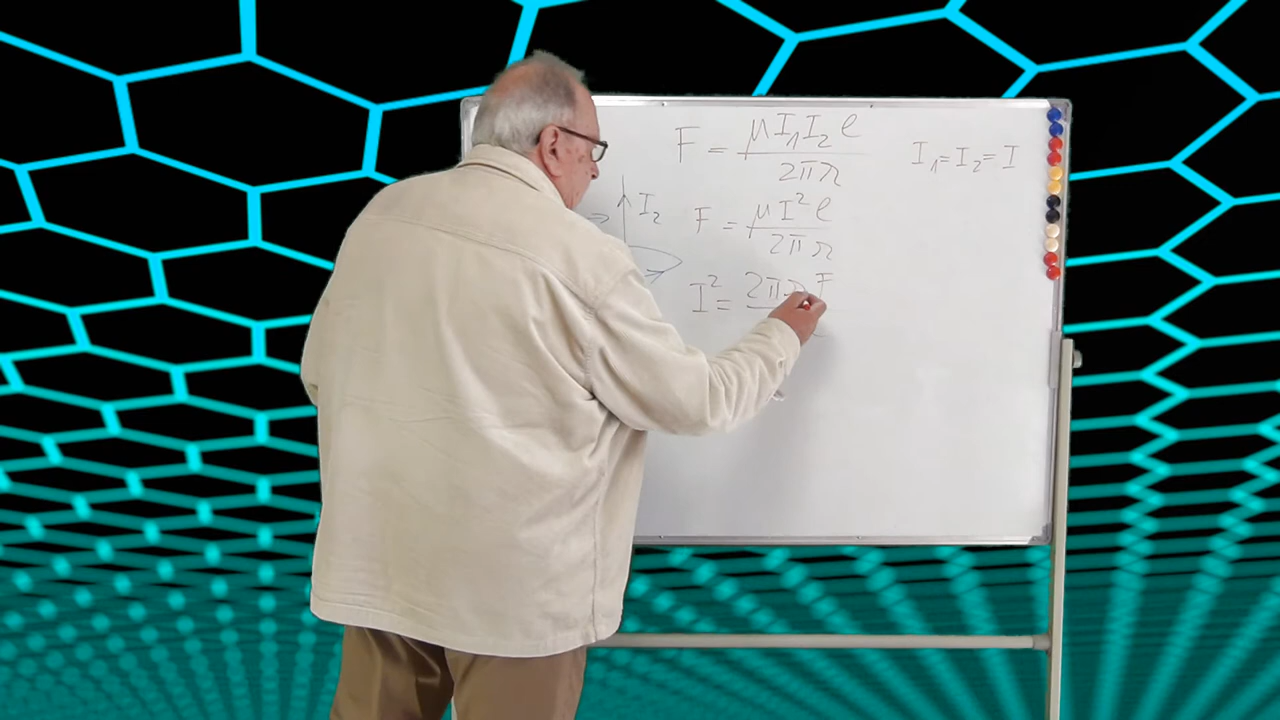 F = μI₁I₂ℓ / 2πr
I₁=I₂=I
I₂
F = μI²ℓ / 2πr
I² = 2πr F